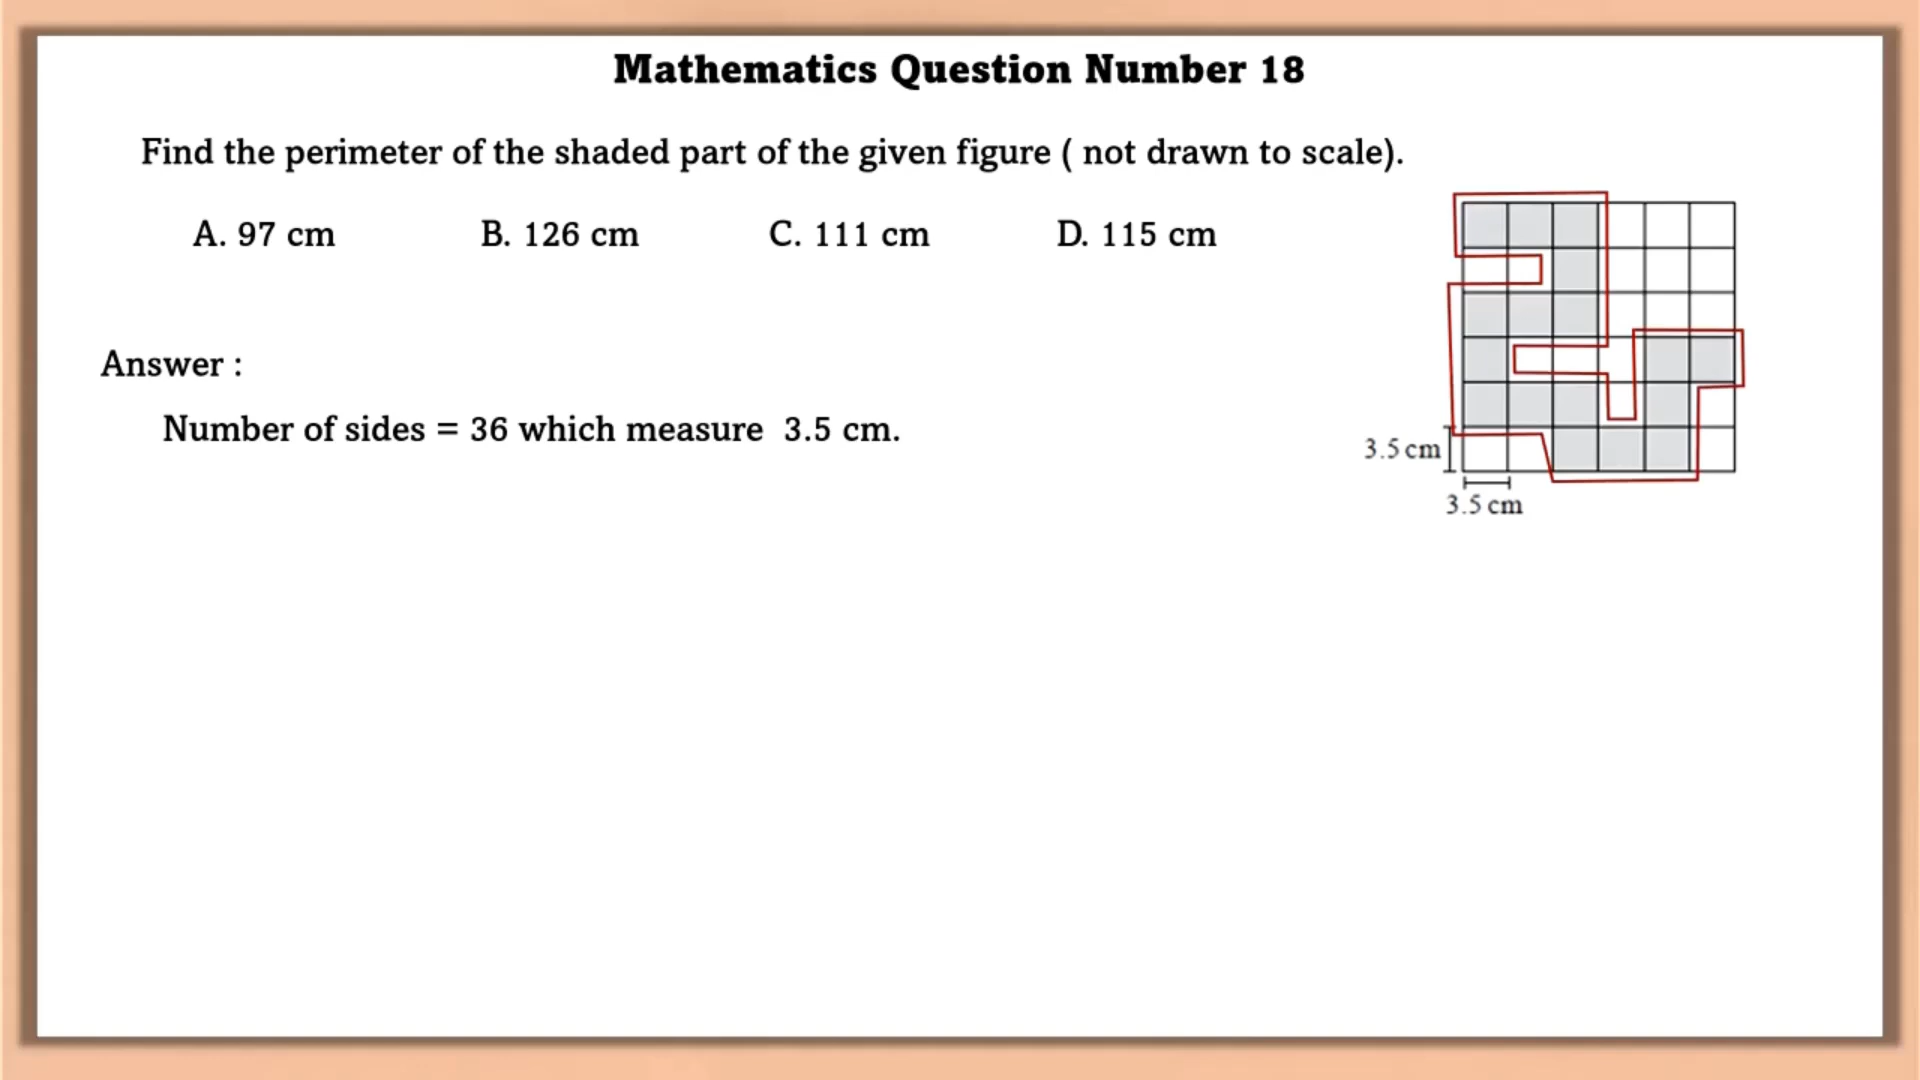 Mathematics Question Number 18
Find the perimeter of the shaded part of the given figure ( not drawn to scale).
A. 97 cm B. 126 cm C. 111 cm D. 115 cm
Answer :
Number of sides = 36 which measure 3.5 cm.
3.5 cm
3.5 cm